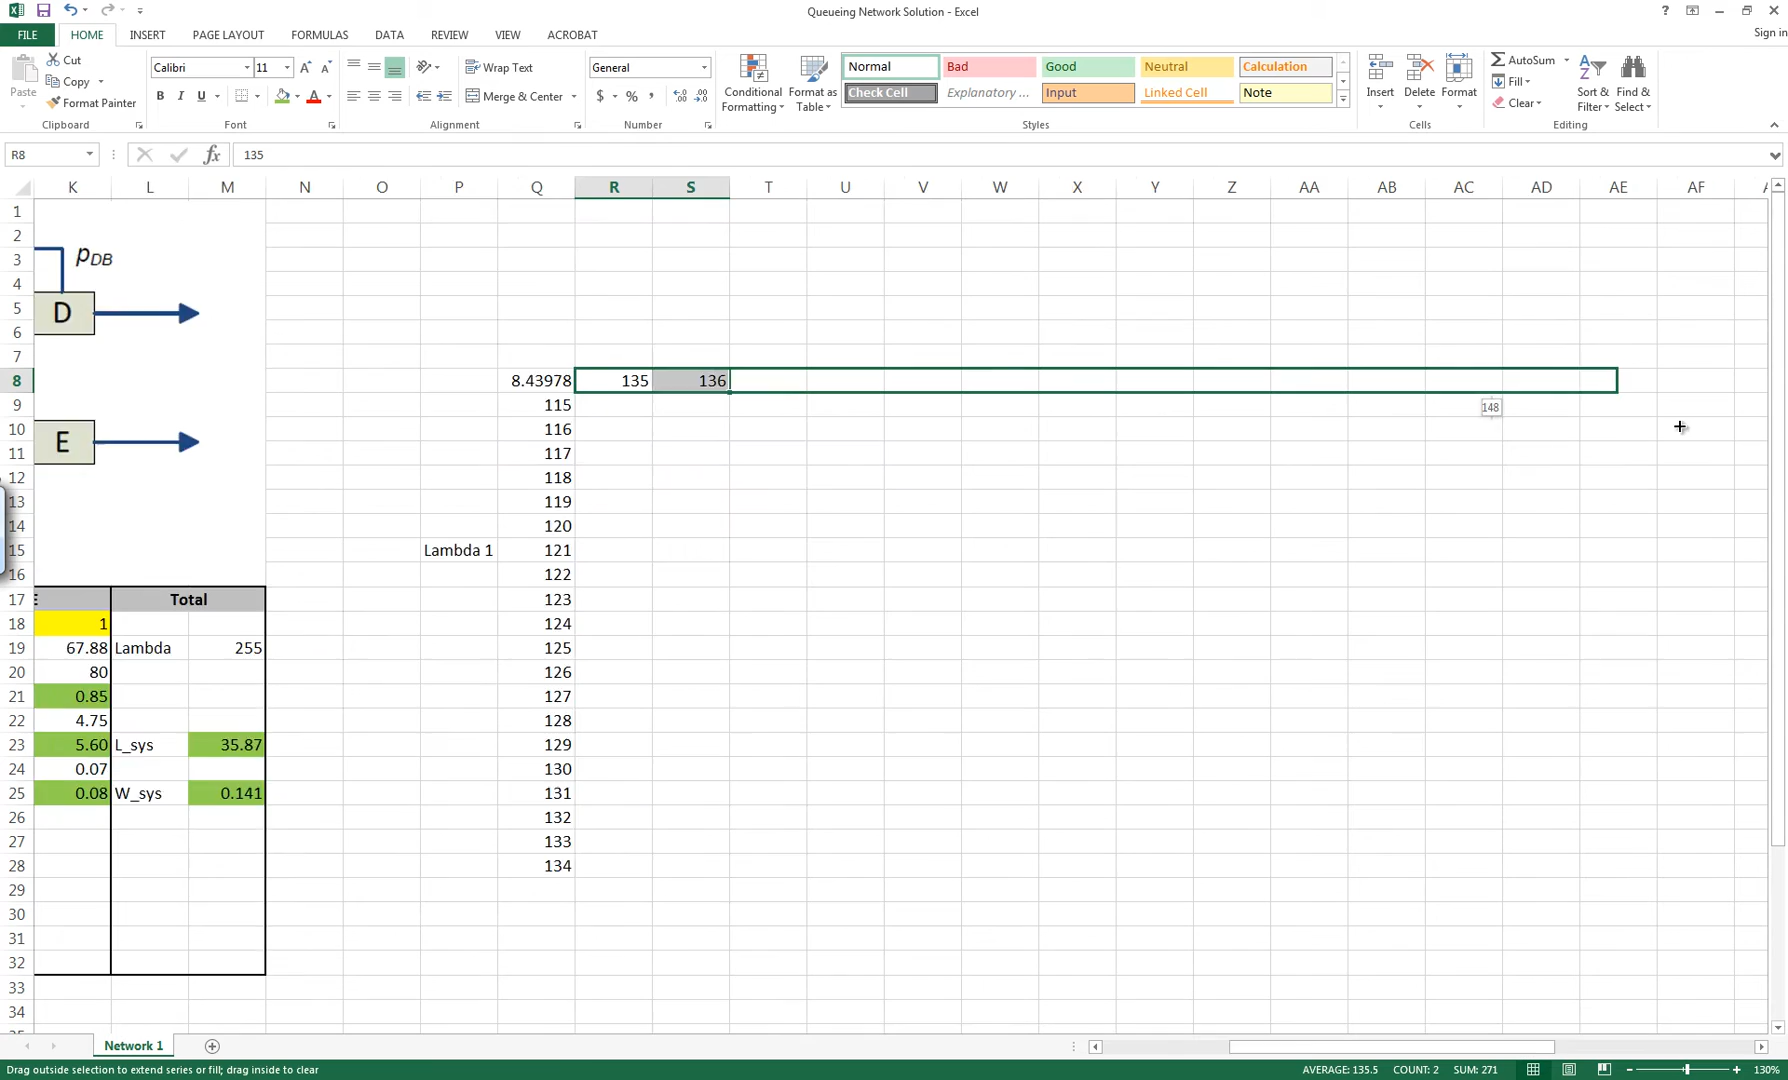 Queueing Network Solution - Excel
Sign in
FILE HOME INSERT PAGE LAYOUT FORMULAS DATA REVIEW VIEW ACROBAT
Paste
Cut
Copy
Format Painter
Clipboard
Calibri 11
B I U
Font
Wrap Text
Merge & Center
Alignment
General
$ % ,
Number
Conditional Formatting
Format as Table
Normal Bad Good Neutral Calculation
Check Cell Explanatory ... Input Linked Cell Note
Styles
Insert Delete Format
Cells
AutoSum
Fill
Clear
Sort & Filter
Find & Select
Editing
R8 fx 135
K L M N O P Q R S T U V W X Y Z AA AB AC AD AE AF
1
2
3 pDB
4
5 D
6
7
8 8.43978 135 136
9 115 148
10 116
11 E 117
12 118
13 119
14 120
15 Lambda 1 121
16 122
17 Total 123
18 1 124
19 67.88 Lambda 255 125
20 80 126
21 0.85 127
22 4.75 128
23 5.60 L_sys 35.87 129
24 0.07 130
25 0.08 W_sys 0.141 131
26 132
27 133
28 134
29
30
31
32
33
34
Network 1
Drag outside selection to extend series or fill; drag inside to clear
AVERAGE: 135.5 COUNT: 2 SUM: 271
130%